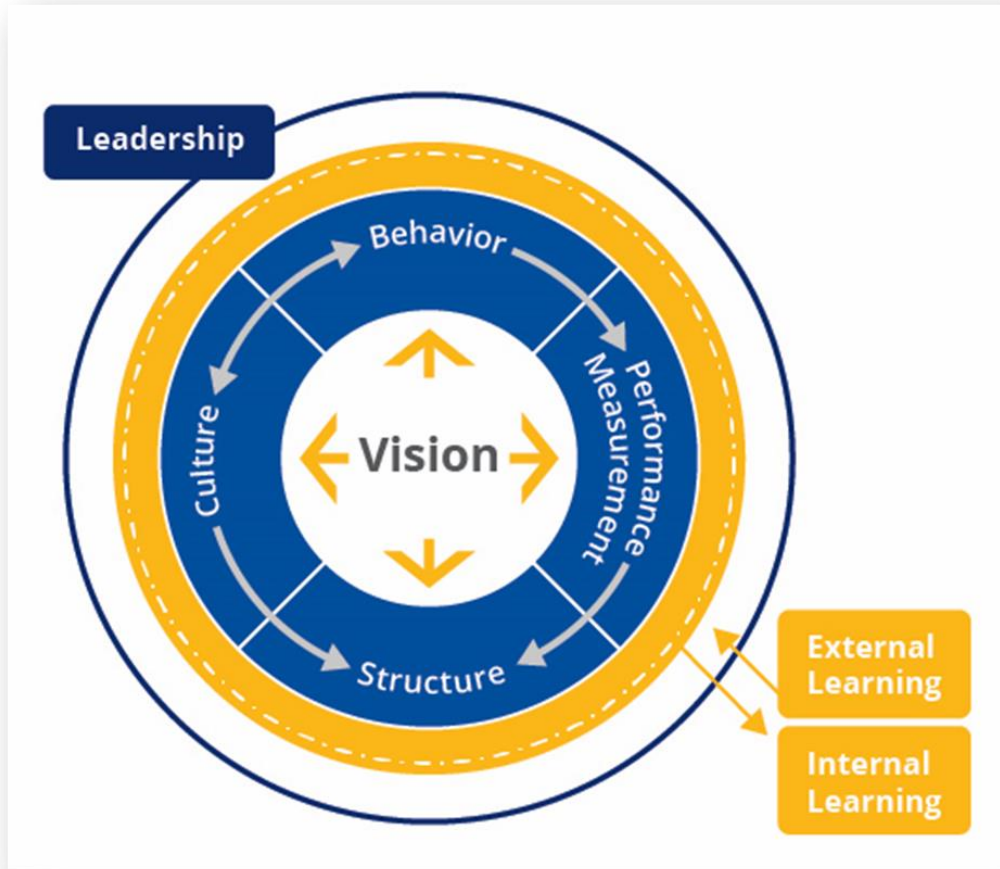 Leadership
Behavior
Performance
Measurement
Culture
Vision
Structure
External
Learning
Internal
Learning